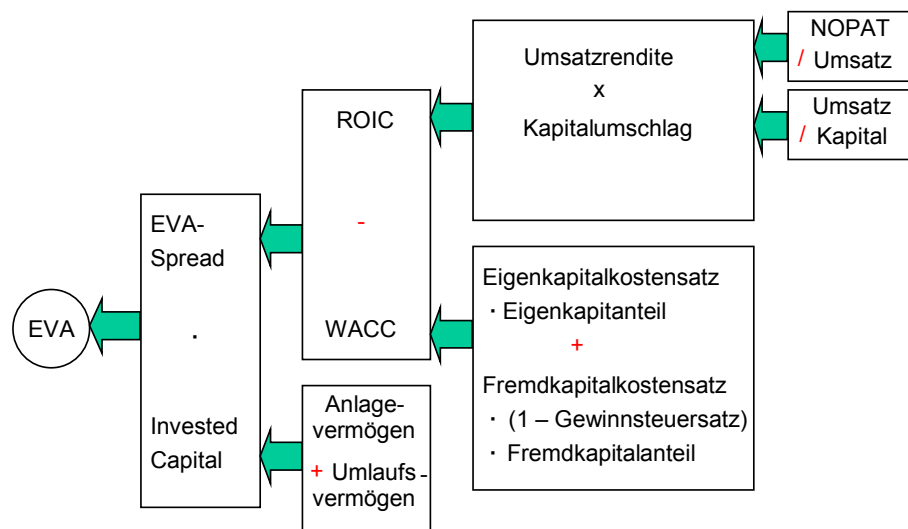 NOPAT
/ Umsatz
Umsatz
/ Kapital
Umsatzrendite
x
Kapitalumschlag
ROIC
-
WACC
Eigenkapitalkostensatz
· Eigenkapitanteil
+
Fremdkapitalkostensatz
· (1 – Gewinnsteuersatz)
· Fremdkapitalanteil
EVA-
Spread
·
Invested
Capital
Anlage-
vermögen
+ Umlaufs-
vermögen
EVA